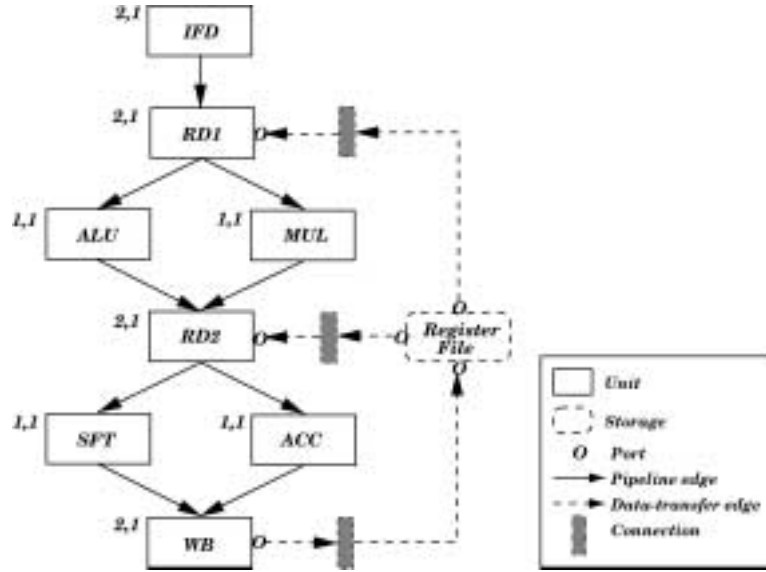 2,1
IFD
2,1
RD1
1,1
ALU
1,1
MUL
2,1
RD2
Register
File
1,1
SFT
1,1
ACC
2,1
WB
Unit
Storage
Port
Pipeline edge
Data-transfer edge
Connection